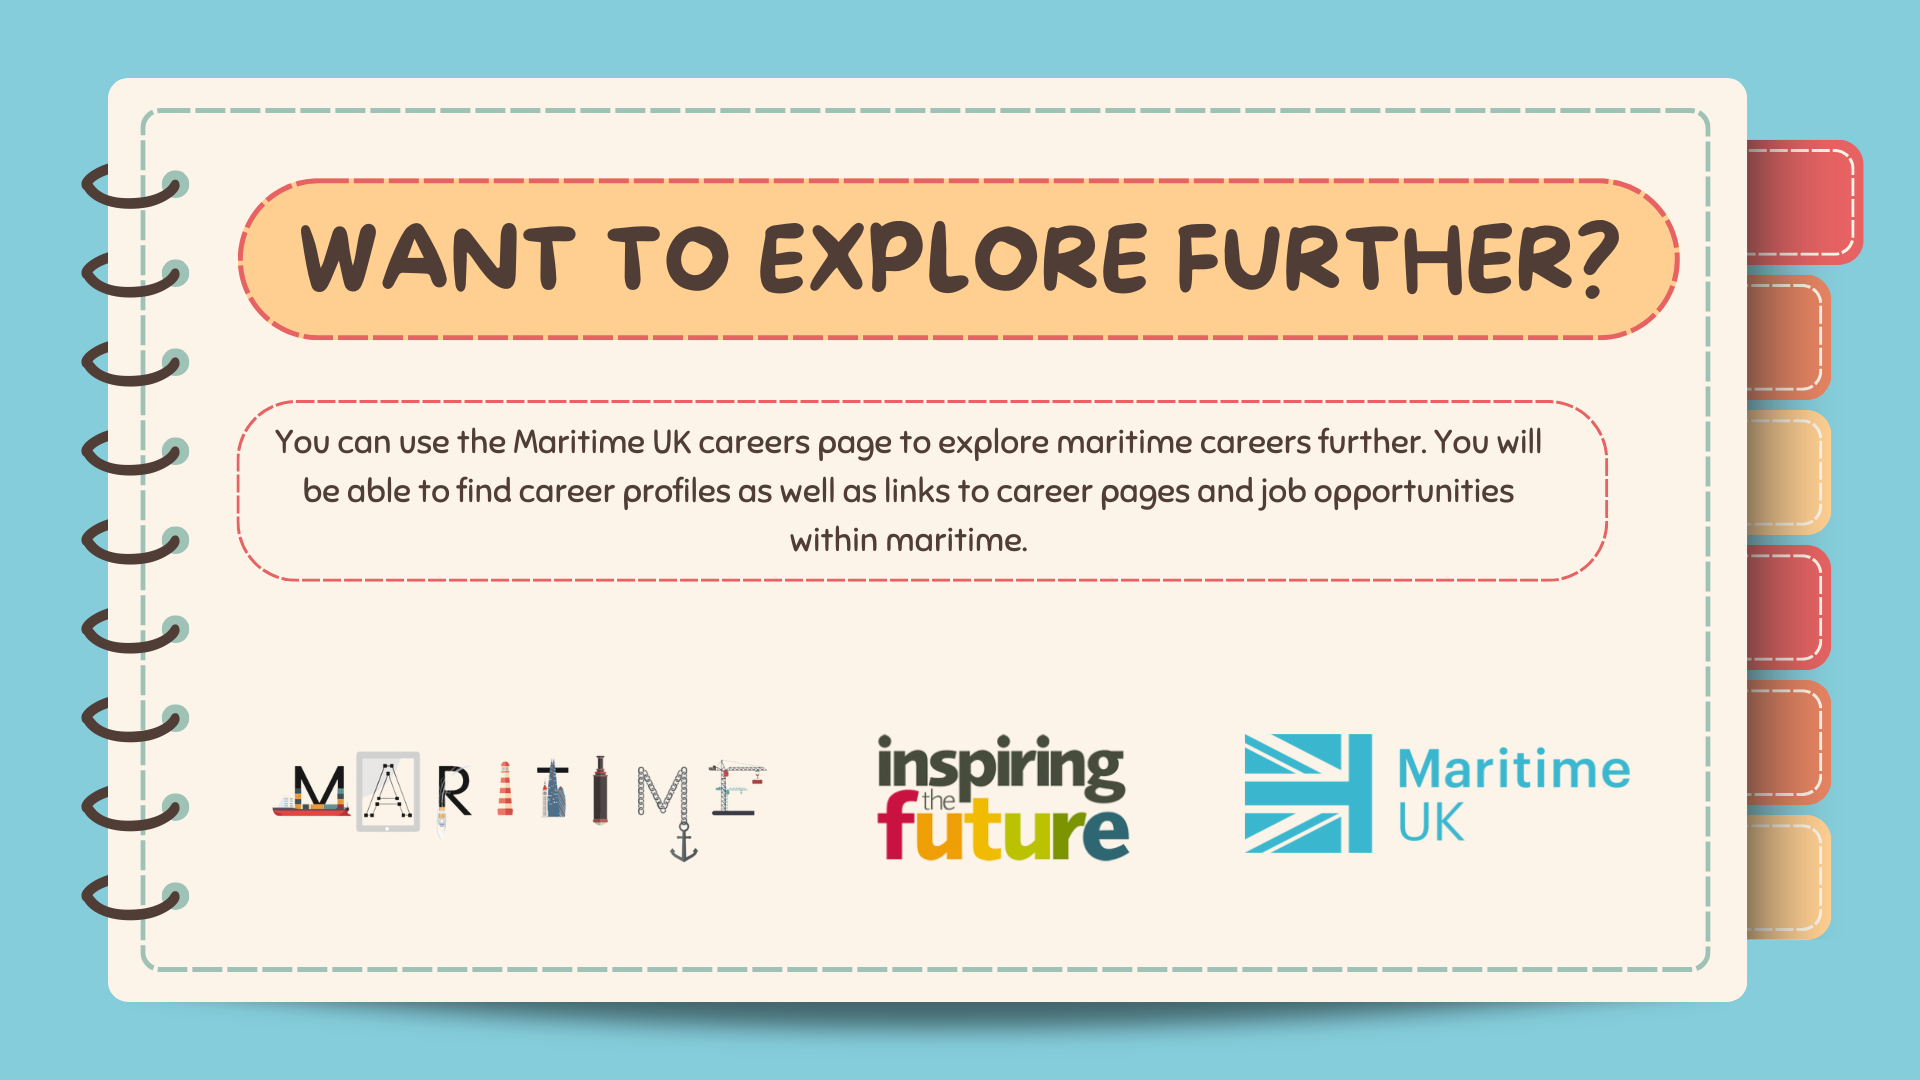 WANT TO EXPLORE FURTHER?
You can use the Maritime UK careers page to explore maritime careers further. You will
be able to find career profiles as well as links to career pages and job opportunities
within maritime.
MARITIME
inspiring
the
future
Maritime
UK